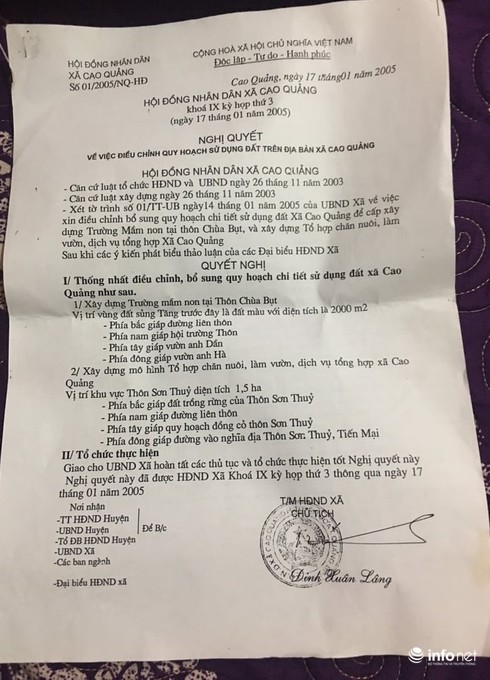 HỘI ĐỒNG NHÂN DÂN
XÃ CAO QUẢNG
Số 01/2005/NQ-HĐ
CỘNG HOÀ XÃ HỘI CHỦ NGHĨA VIỆT NAM
Độc lập - Tự do - Hạnh phúc
Cao Quảng, ngày 17 tháng01 năm 2005
HỘI ĐỒNG NHÂN DÂN XÃ CAO QUẢNG
khoá IX kỳ họp thứ 3
(ngày 17 tháng 01 năm 2005)
NGHỊ QUYẾT
VỀ VIỆC ĐIỀU CHỈNH QUY HOẠCH SỬ DỤNG ĐẤT TRÊN ĐỊA BÀN XÃ CAO QUẢNG
HỘI ĐỒNG NHÂN DÂN XÃ CAO QUẢNG
- Căn cứ luật tổ chức HĐND và UBND ngày 26 tháng 11 năm 2003
- Căn cứ luật xây dựng ngày 26 tháng 11 năm 2003
- Xét tờ trình số 01/TT-UB ngày14 tháng 01 năm 2005 của UBND Xã về việc
xin điều chỉnh bổ sung quy hoạch chi tiết sử dụng đất Xã Cao Quảng để cấp xây
dựng Trường Mầm non tại thôn Chùa Bụt, và xây dựng Tổ hợp chăn nuôi, làm
vườn, dịch vụ tổng hợp Xã Cao Quảng
Sau khi các ý kiến phát biểu thảo luận của các Đại biểu HĐND Xã
QUYẾT NGHỊ
I/ Thống nhất điều chỉnh, bổ sung quy hoạch chi tiết sử dụng đất xã Cao
Quảng như sau.
1/ Xây dựng Trường mầm non tại Thôn Chùa Bụt
Vị trí vùng đất sùng Tăng trước đây là đất màu với diện tích là 2000 m2
- Phía bắc giáp đường liên thôn
- Phía nam giáp hội trường Thôn
- Phía tây giáp vườn anh Dần
- Phía đông giáp vườn anh Hà
2/ Xây dựng mô hình Tổ hợp chăn nuôi, làm vườn, dịch vụ tổng hợp xã Cao
Quảng
Vị trí khu vực Thôn Sơn Thuỷ diện tích 1,5 ha
- Phía bắc giáp đất trồng rừng của Thôn Sơn Thuỷ
- Phía nam giáp đường liên thôn
- Phía tây giáp quy hoạch đồng cỏ thôn Sơn Thuỷ
- Phía đông giáp đường vào nghĩa địa Thôn Sơn Thuỷ, Tiến Mại
II/ Tổ chức thực hiện
Giao cho UBND Xã hoàn tất các thủ tục và tổ chức thực hiện tốt Nghị quyết này
Nghị quyết này đã được HĐND Xã Khoá IX kỳ họp thứ 3 thông qua ngày 17
tháng 01 năm 2005
Nơi nhận
-TT HĐND Huyện
-UBND Huyện
-Tổ ĐB HĐND Huyện
-UBND Xã
-Các ban ngành
Để B/c
-Đại biểu HĐND xã
T/M HĐND XÃ
CHỦ TỊCH
Đinh Xuân Lâng
infonet